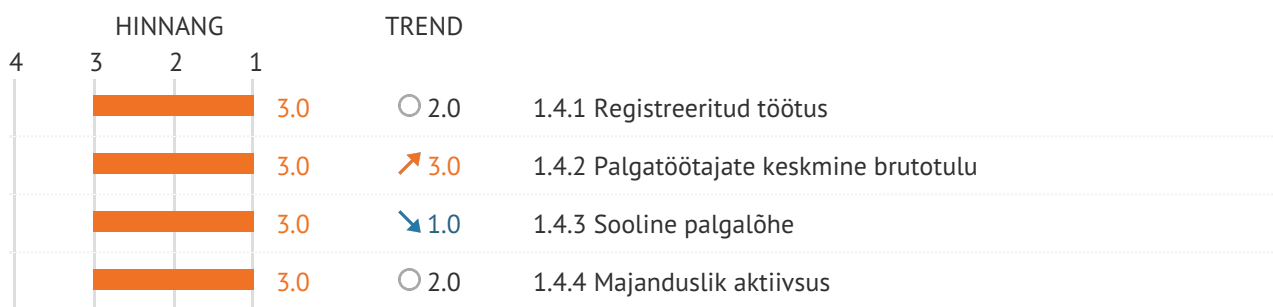 HINNANG TREND
4 3 2 1
3.0 2.0 1.4.1 Registreeritud töötus
3.0 3.0 1.4.2 Palgatöötajate keskmine brutotulu
3.0 1.0 1.4.3 Sooline palgalõhe
3.0 2.0 1.4.4 Majanduslik aktiivsus